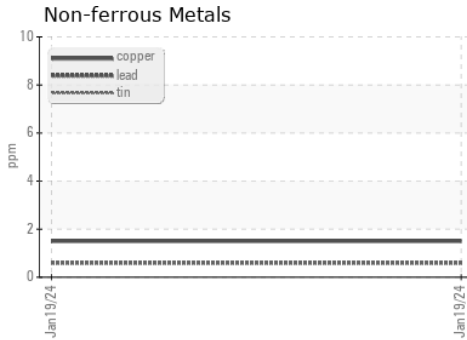 Non-ferrous Metals
10
copper
lead
tin
8
6
4
2
0
ppm
Jan19/24
Jan19/24